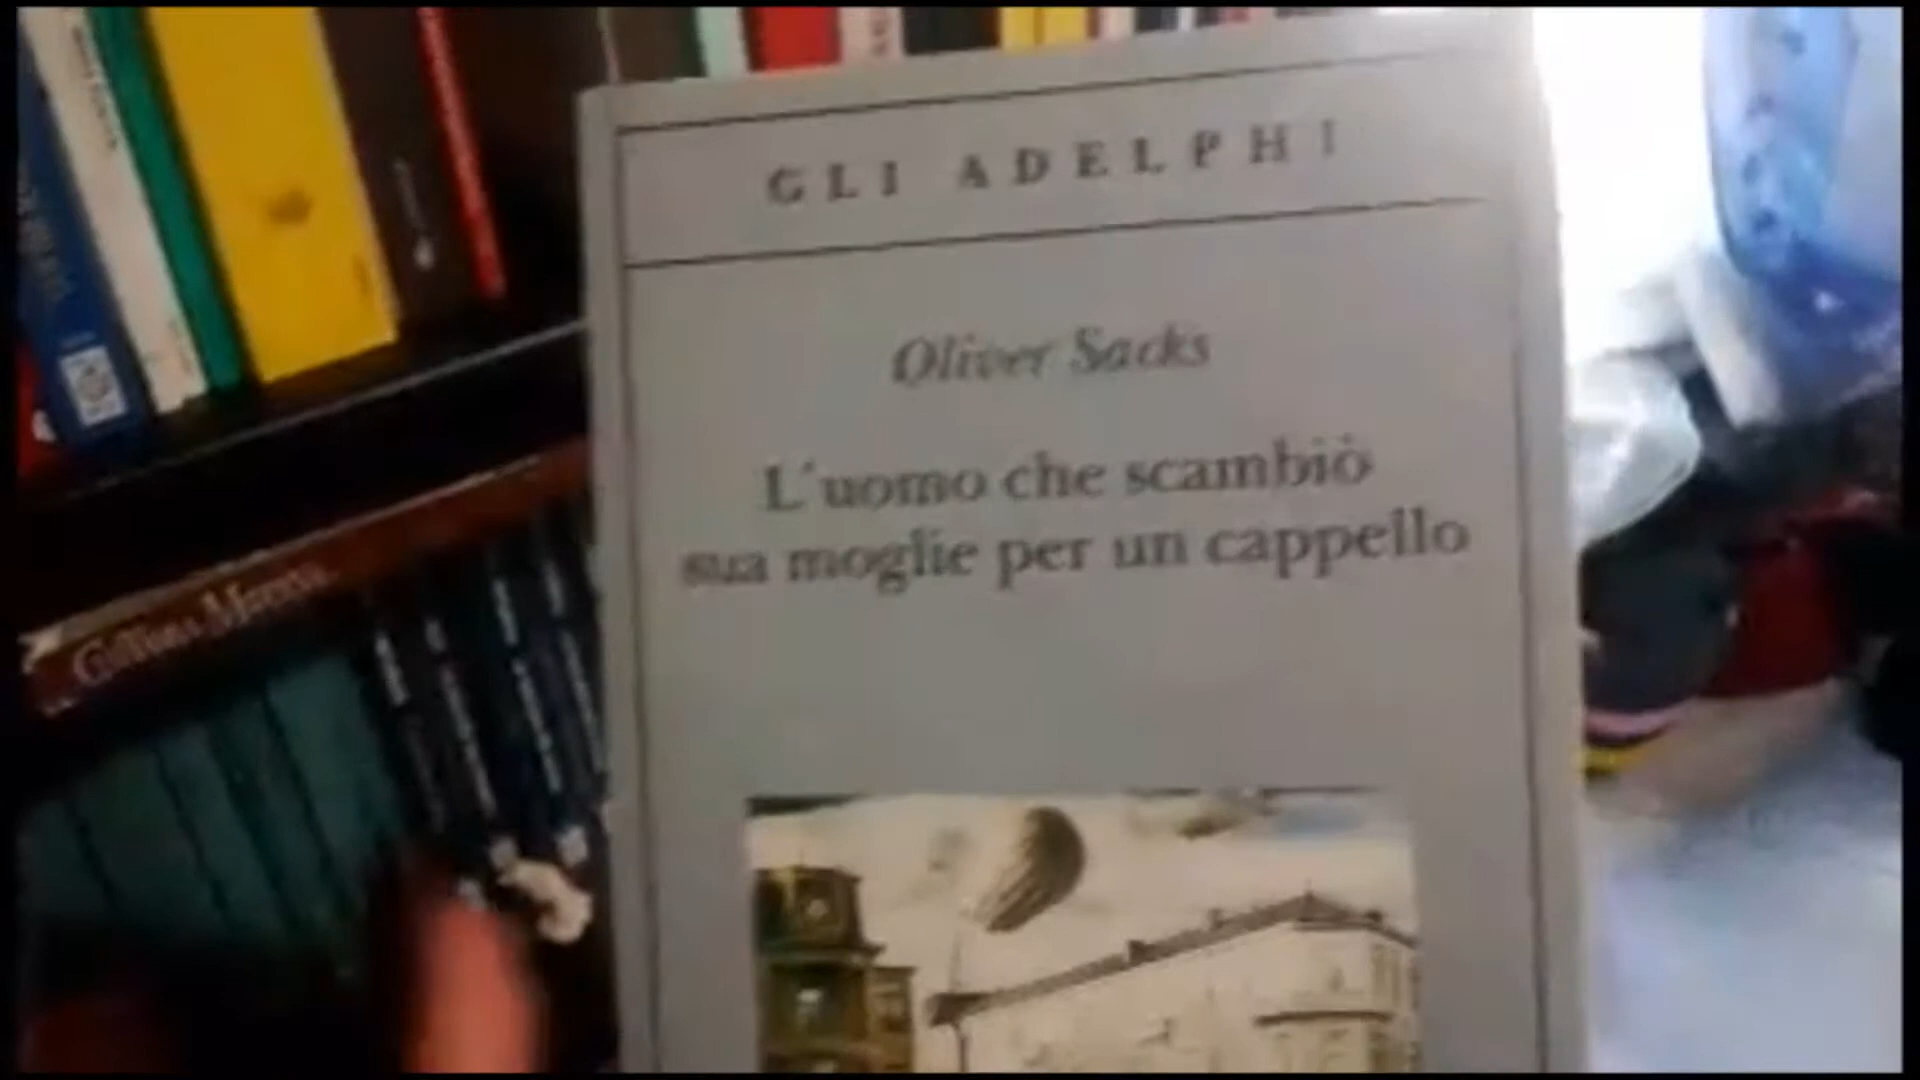 GLI ADELPHI
Oliver Sacks
L'uomo che scambiò
sua moglie per un cappello